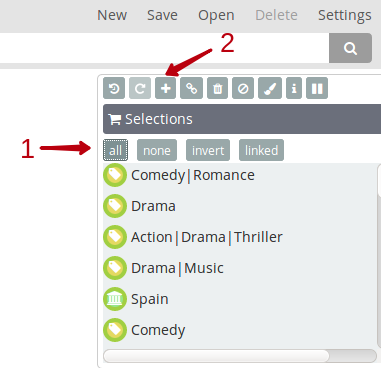 New Save Open Delete Settings
2
Selections
1
all none invert linked
Comedy|Romance
Drama
Action|Drama|Thriller
Drama|Music
Spain
Comedy